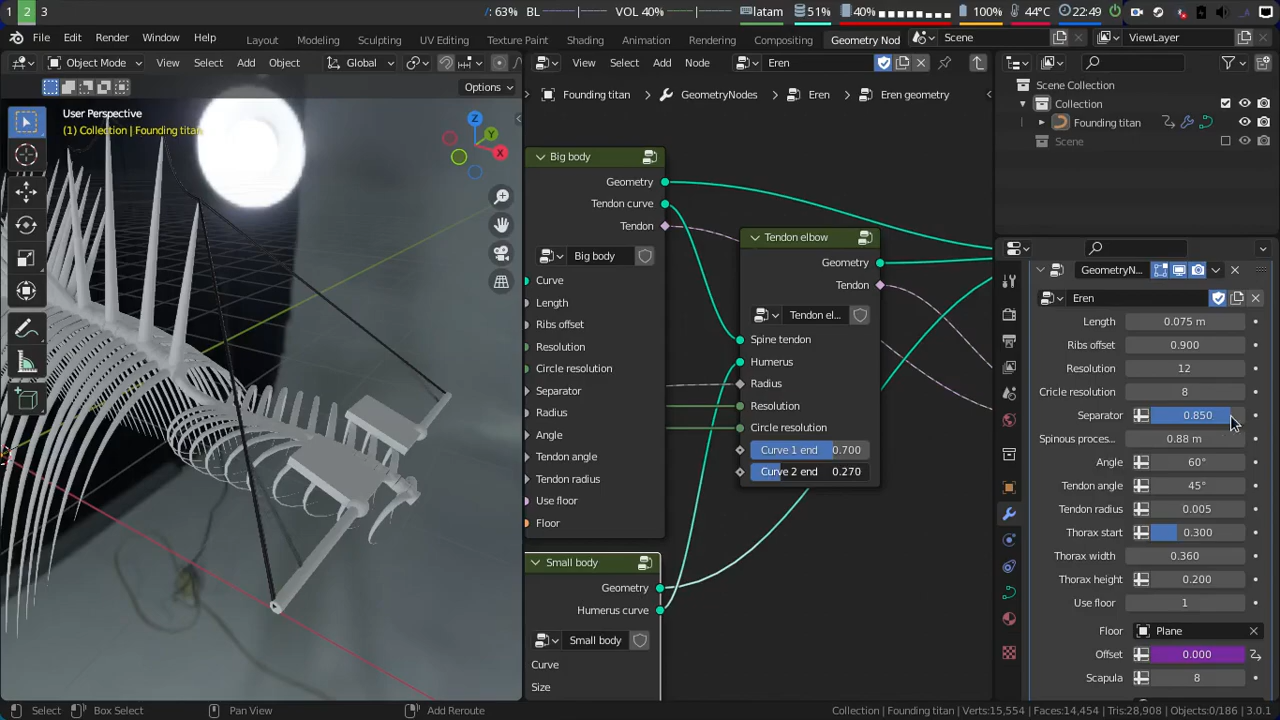 1 2 3 /: 63% BL VOL 40% latam 51% 40% 100% 44°C 22:49
File Edit Render Window Help Layout Modeling Sculpting UV Editing Texture Paint Shading Animation Rendering Compositing Geometry Nod Scene ViewLayer
Object Mode View Select Add Object Global
View Select Add Node Eren
Options
User Perspective
(1) Collection | Founding titan
Z
Y
X
Founding titan GeometryNodes Eren Eren geometry
Big body
Geometry
Tendon curve
Tendon
Big body
Curve
Length
Ribs offset
Resolution
Circle resolution
Separator
Radius
Angle
Tendon angle
Tendon radius
Use floor
Floor
Tendon elbow
Geometry
Tendon
Tendon el...
Spine tendon
Humerus
Radius
Resolution
Circle resolution
Curve 1 end 0.700
Curve 2 end 0.270
Small body
Geometry
Humerus curve
Small body
Curve
Size
Scene Collection
Collection
Founding titan
Scene
GeometryN...
Eren
Length 0.075 m
Ribs offset 0.900
Resolution 12
Cricle resolution 8
Separator 0.850
Spinous proces... 0.88 m
Angle 60°
Tendon angle 45°
Tendon radius 0.005
Thorax start 0.300
Thorax width 0.360
Thorax height 0.200
Use floor 1
Floor Plane
Offset 0.000
Scapula 8
Select Box Select Pan View Add Reroute Collection | Founding titan | Verts:15,554 | Faces:14,454 | Tris:28,908 | Objects:0/186 | 3.0.1